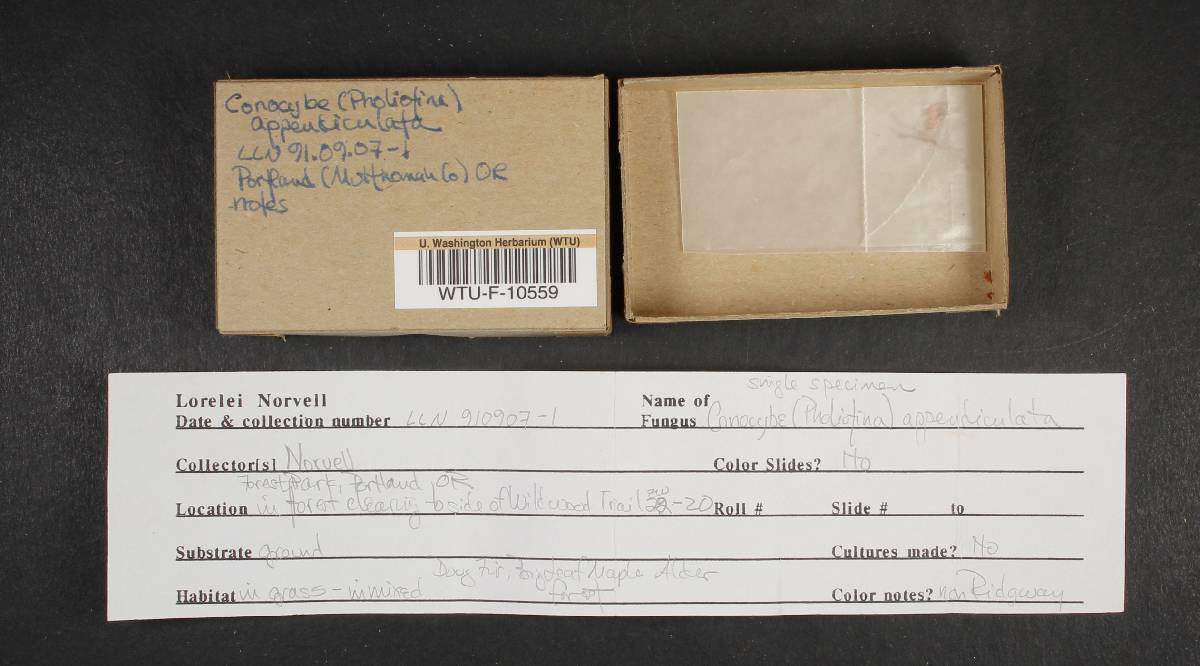 Conocybe (Pholiotina)
appendiculata
LLN 91.09.07-1
Portland (Multnomah Co) OR
notes
U. Washington Herbarium (WTU)
WTU-F-10559
single specimen
Lorelei Norvell Name of
Date & collection number LLN 910907-1 Fungus Conocybe (Pholiotina) appendiculata
Collector[s] Norvell Color Slides? No
Forest Park, Portland, OR
Location in forest clearing to side of Wildwood Trail -20 Roll # Slide # to
Substrate ground Cultures made? No
Doug Fir, Bigleaf Maple Alder
Habitat in grass - in mixed forest Color notes? non Ridgway